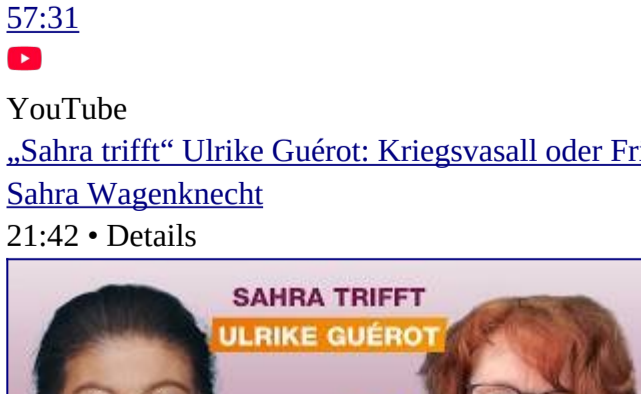 57:31
YouTube
„Sahra trifft“ Ulrike Guérot: Kriegsvasall oder
Sahra Wagenknecht
21:42 • Details
SAHRA TRIFFT
ULRIKE GUÉROT